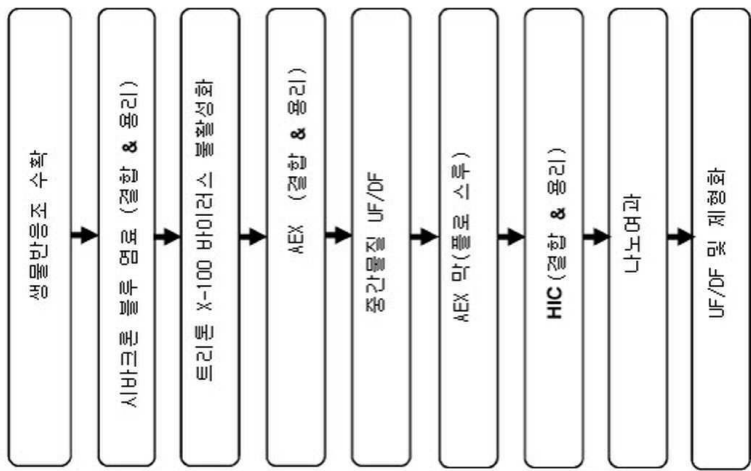 생물반응조 수확
시바크론 블루 염료 (결합 & 용리)
트리톤 X-100 바이러스 불활성화
AEX (결합 & 용리)
중간물질 UF/DF
AEX 막(플로 스루)
HIC (결합 & 용리)
나노여과
UF/DF 및 제형화